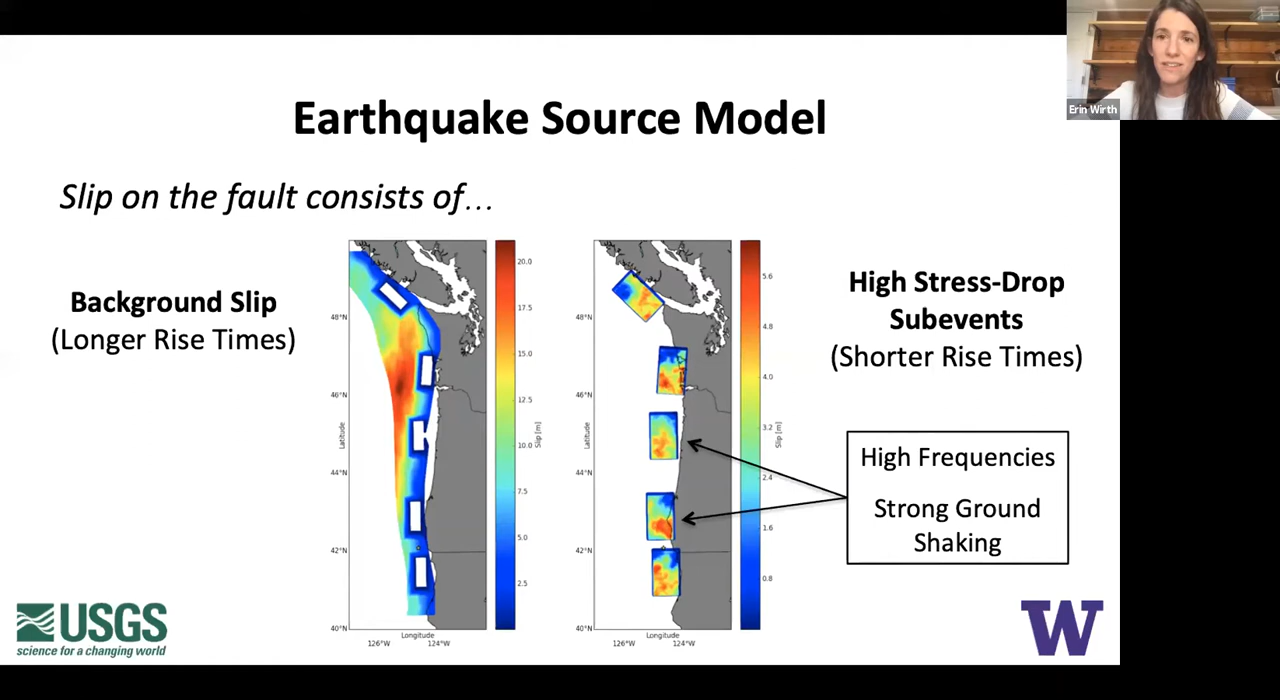 Erin Wirth
Earthquake Source Model
Slip on the fault consists of...
Background Slip
(Longer Rise Times)
48°N
46°N
44°N
42°N
40°N
Latitude
126°W
Longitude
124°W
20.0
17.5
15.0
12.5
10.0
7.5
5.0
2.5
Slip [m]
48°N
46°N
44°N
42°N
40°N
Latitude
126°W
Longitude
124°W
5.6
4.8
4.0
3.2
2.4
1.6
0.8
Slip [m]
High Stress-Drop
Subevents
(Shorter Rise Times)
High Frequencies
Strong Ground
Shaking
USGS
science for a changing world
W